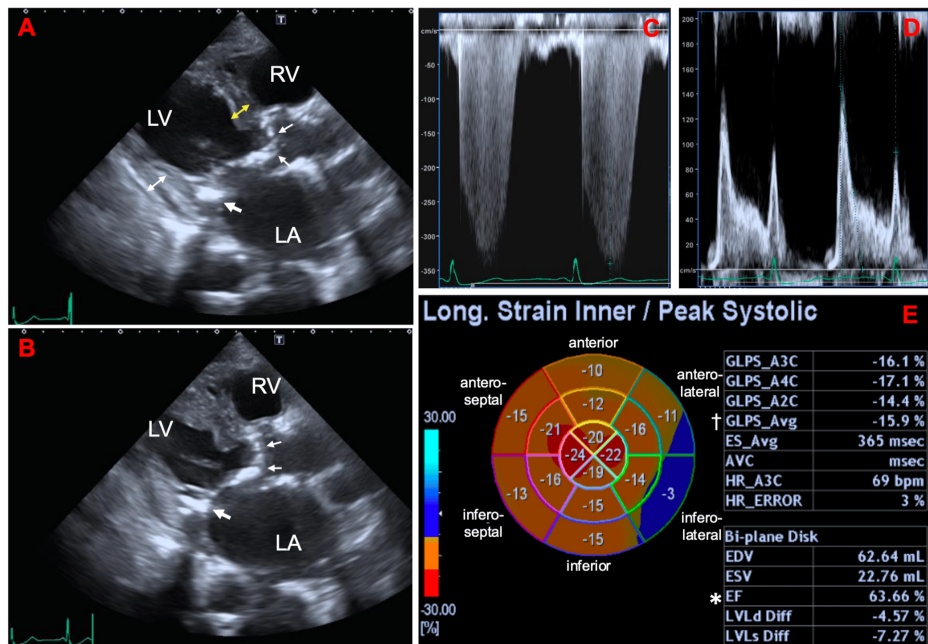 A
T
RV
LV
LA
B
T
RV
LV
LA
C
cm/s
-50
-100
-150
-200
-250
-300
-350
D
200
180
160
140
120
100
80
60
40
20
cm/s
Long. Strain Inner / Peak Systolic
E
anterior
antero-
septal
antero-
lateral
infero-
septal
infero-
lateral
inferior
30.00
-30.00
[%]
-10
-15
-12
-11
-21
-20
-16
-24
-22
-16
-19
-14
-13
-15
-3
-15
GLPS_A3C -16.1 %
GLPS_A4C -17.1 %
GLPS_A2C -14.4 %
† GLPS_Avg -15.9 %
ES_Avg 365 msec
AVC msec
HR_A3C 69 bpm
HR_ERROR 3 %
Bi-plane Disk
EDV 62.64 mL
ESV 22.76 mL
* EF 63.66 %
LVLd Diff -4.57 %
LVLs Diff -7.27 %